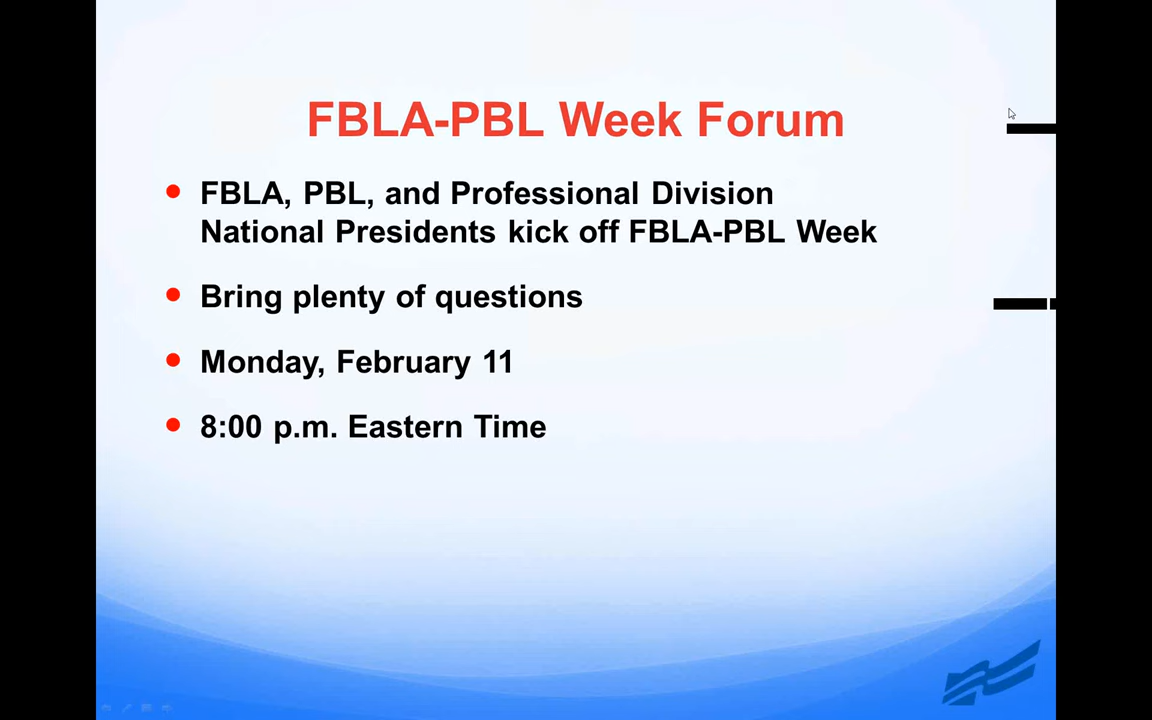 FBLA-PBL Week Forum
FBLA, PBL, and Professional Division
National Presidents kick off FBLA-PBL Week
Bring plenty of questions
Monday, February 11
8:00 p.m. Eastern Time